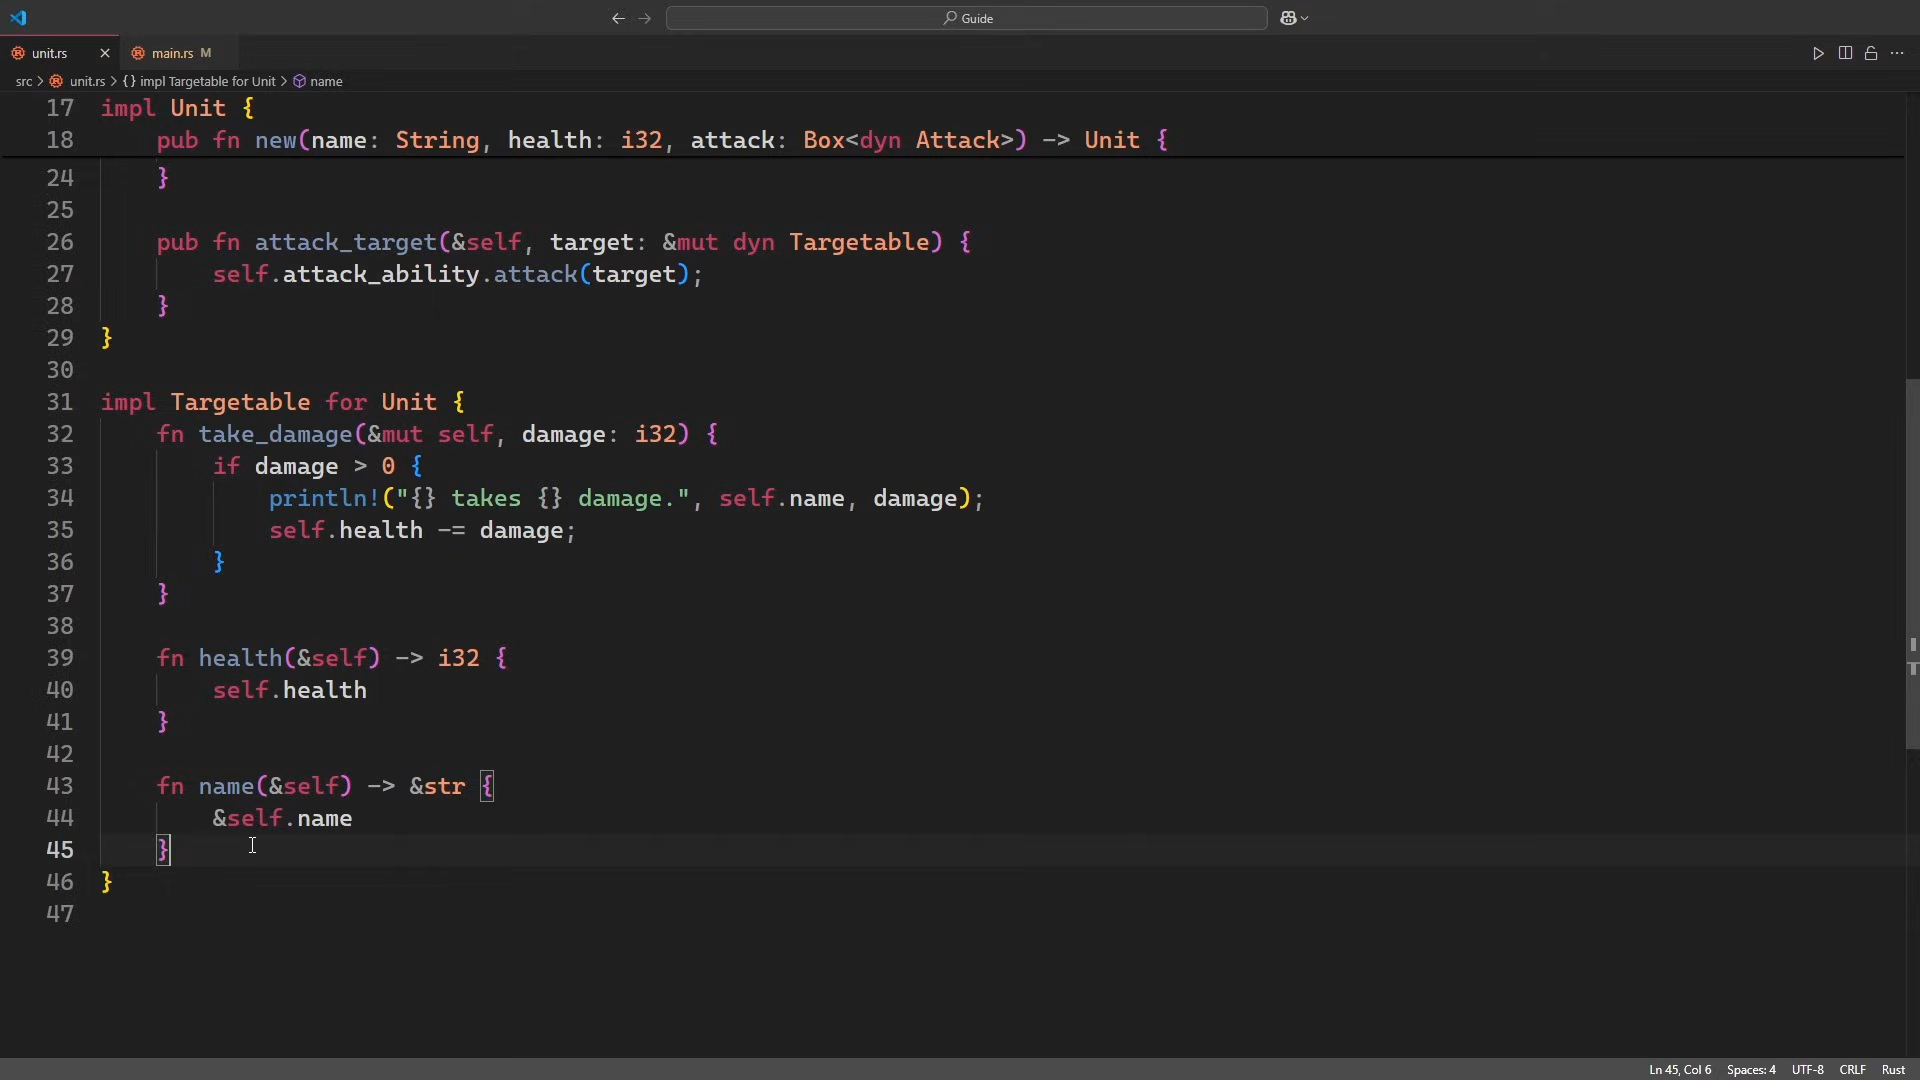 Guide
unit.rs
main.rs M
src > unit.rs > {} impl Targetable for Unit > name
17 impl Unit {
18     pub fn new(name: String, health: i32, attack: Box<dyn Attack>) -> Unit {
24     }
25
26     pub fn attack_target(&self, target: &mut dyn Targetable) {
27         self.attack_ability.attack(target);
28     }
29 }
30
31 impl Targetable for Unit {
32     fn take_damage(&mut self, damage: i32) {
33         if damage > 0 {
34             println!("{} takes {} damage.", self.name, damage);
35             self.health -= damage;
36         }
37     }
38
39     fn health(&self) -> i32 {
40         self.health
41     }
42
43     fn name(&self) -> &str {
44         &self.name
45     }
46 }
47
Ln 45, Col 6 Spaces: 4 UTF-8 CRLF Rust